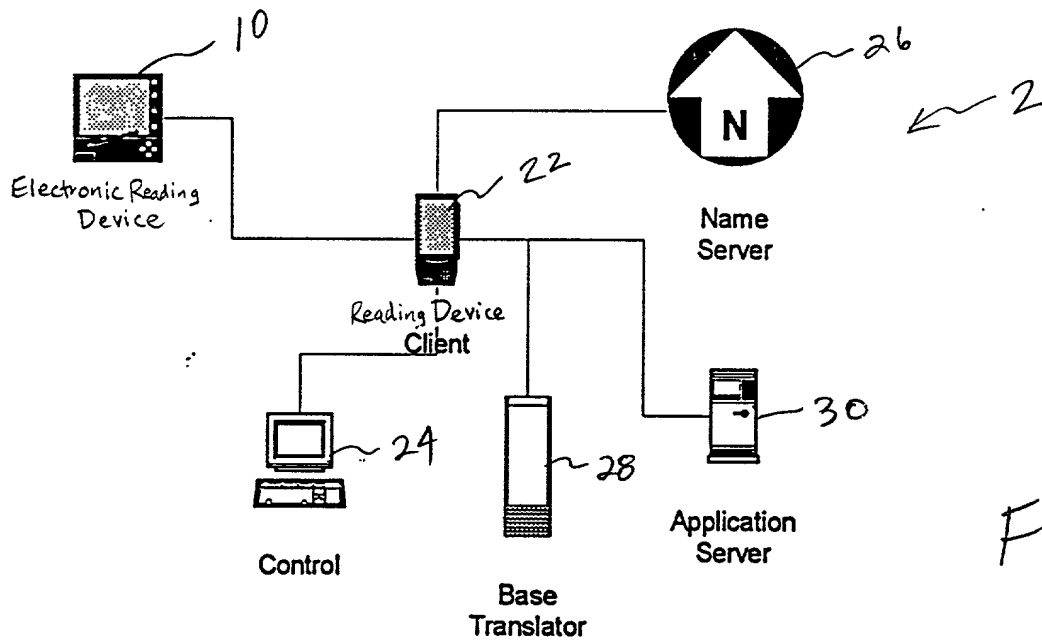 10
26
2
N
22
Electronic Reading
Device
Name
Server
Reading Device
Client
24
28
30
Control
Application
Server
F
Base
Translator